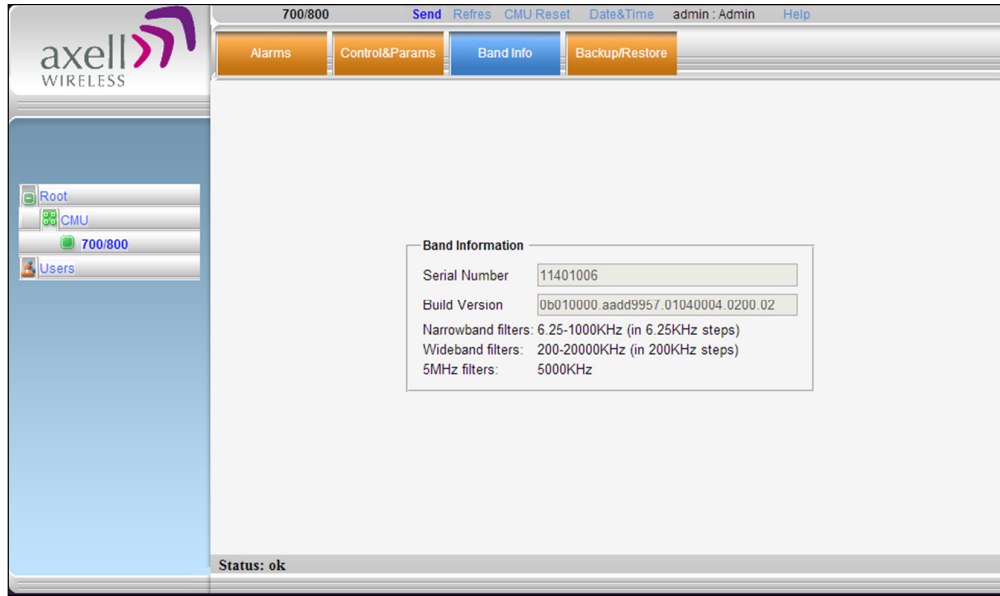 axell
WIRELESS
700/800 Send Refres CMU Reset Date&Time admin : Admin Help
Alarms Control&Params Band Info Backup/Restore
Root
CMU
700/800
Users
Band Information
Serial Number 11401006
Build Version 0b010000.aadd9957.01040004.0200.02
Narrowband filters: 6.25-1000KHz (in 6.25KHz steps)
Wideband filters: 200-20000KHz (in 200KHz steps)
5MHz filters: 5000KHz
Status: ok